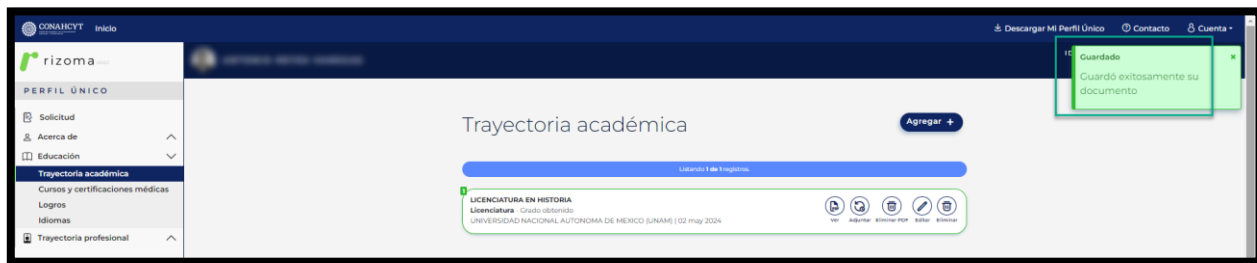 CONAHCYT Inicio
Descargar MI Perfil Único Contacto Cuenta
rizoma
PERFIL ÚNICO
Solicitud
Acerca de
Educación
Trayectoria académica
Cursos y certificaciones médicas
Logros
Idiomas
Trayectoria profesional
Guardado ×
Guardó exitosamente su
documento
Trayectoria académica
Agregar +
Listando 1 de 1 registros.
1
LICENCIATURA EN HISTORIA
Licenciatura - Grado obtenido
UNIVERSIDAD NACIONAL AUTONOMA DE MEXICO (UNAM) | 02 may 2024
Ver Adjuntar Eliminar PDF Editar Eliminar